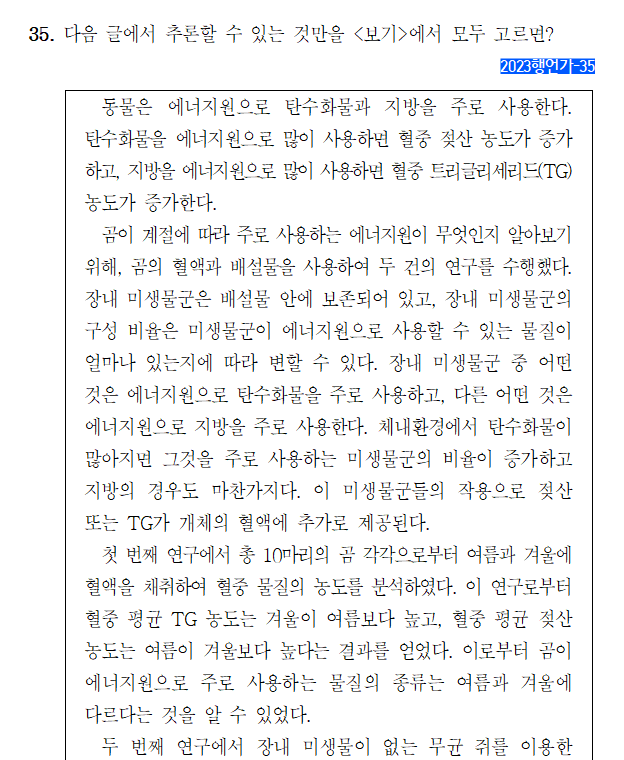 35. 다음 글에서 추론할 수 있는 것만을 <보기>에서 모두 고르면?
2023행언가-35
동물은 에너지원으로 탄수화물과 지방을 주로 사용한다.
탄수화물을 에너지원으로 많이 사용하면 혈중 젖산 농도가 증가
하고, 지방을 에너지원으로 많이 사용하면 혈중 트리글리세리드(TG)
농도가 증가한다.
곰이 계절에 따라 주로 사용하는 에너지원이 무엇인지 알아보기
위해, 곰의 혈액과 배설물을 사용하여 두 건의 연구를 수행했다.
장내 미생물군은 배설물 안에 보존되어 있고, 장내 미생물군의
구성 비율은 미생물군이 에너지원으로 사용할 수 있는 물질이
얼마나 있는지에 따라 변할 수 있다. 장내 미생물군 중 어떤
것은 에너지원으로 탄수화물을 주로 사용하고, 다른 어떤 것은
에너지원으로 지방을 주로 사용한다. 체내환경에서 탄수화물이
많아지면 그것을 주로 사용하는 미생물군의 비율이 증가하고
지방의 경우도 마찬가지다. 이 미생물군들의 작용으로 젖산
또는 TG가 개체의 혈액에 추가로 제공된다.
첫 번째 연구에서 총 10마리의 곰 각각으로부터 여름과 겨울에
혈액을 채취하여 혈중 물질의 농도를 분석하였다. 이 연구로부터
혈중 평균 TG 농도는 겨울이 여름보다 높고, 혈중 평균 젖산
농도는 여름이 겨울보다 높다는 결과를 얻었다. 이로부터 곰이
에너지원으로 주로 사용하는 물질의 종류는 여름과 겨울에
다르다는 것을 알 수 있었다.
두 번째 연구에서 장내 미생물이 없는 무균 쥐를 이용한